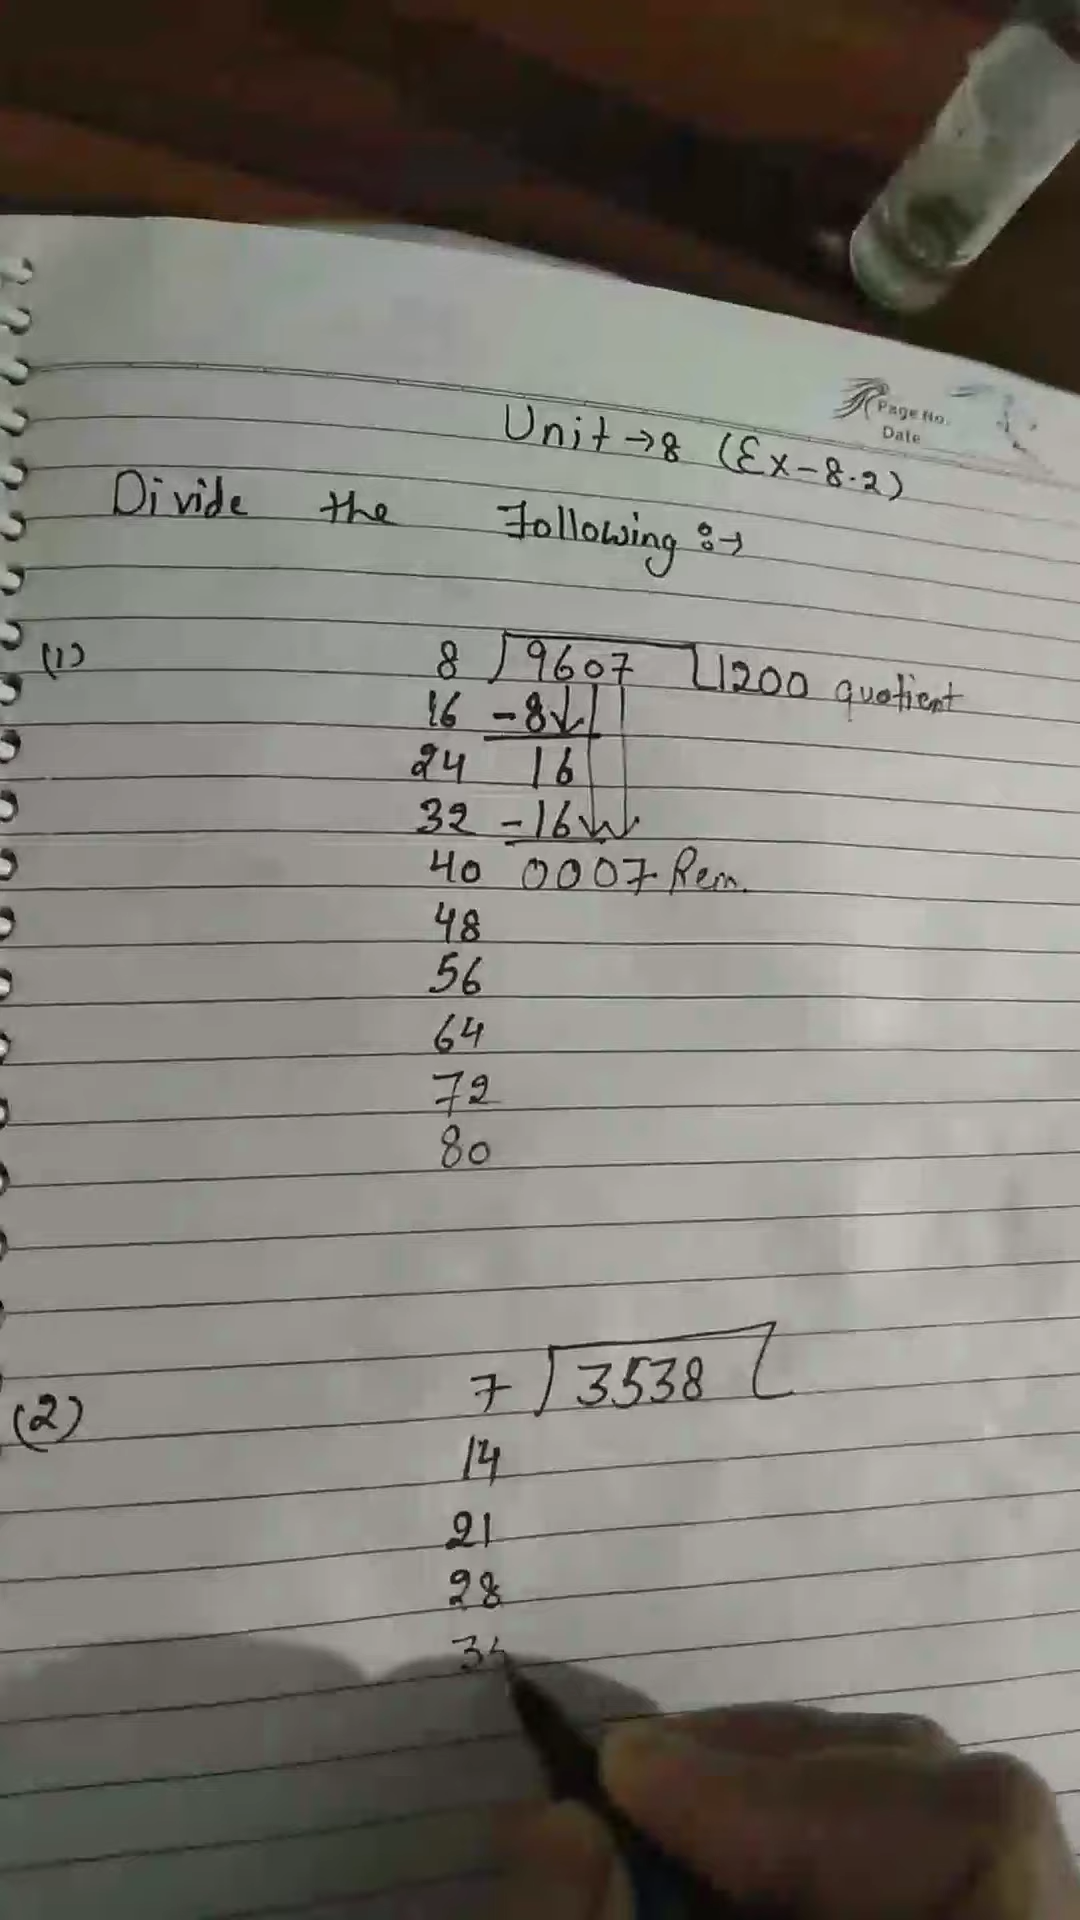 Page No.
Date
Unit → 8 (Ex - 8.2)
Divide the Following :→
(1) 8 9607 1200 quotient
16 - 8
24 16
32 - 16
40 0007 Rem.
48
56
64
72
80
(2) 7 3538
14
21
28